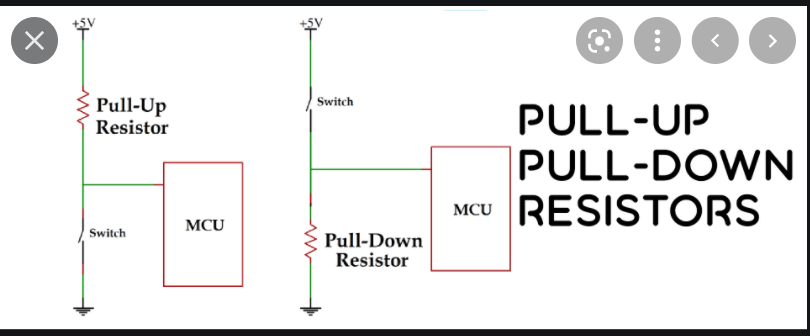 +5V
Pull-Up
Resistor
Switch
MCU
+5V
Switch
Pull-Down
Resistor
MCU
PULL-UP
PULL-DOWN
RESISTORS